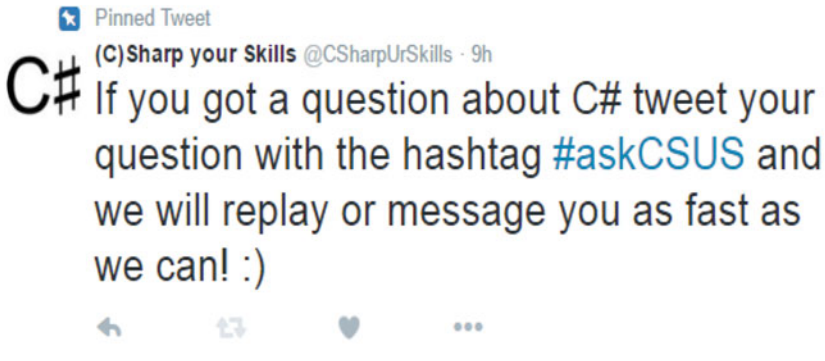 Pinned Tweet
(C)Sharp your Skills @CSharpUrSkills · 9h
C# If you got a question about C# tweet your
question with the hashtag #askCSUS and
we will replay or message you as fast as
we can! :)